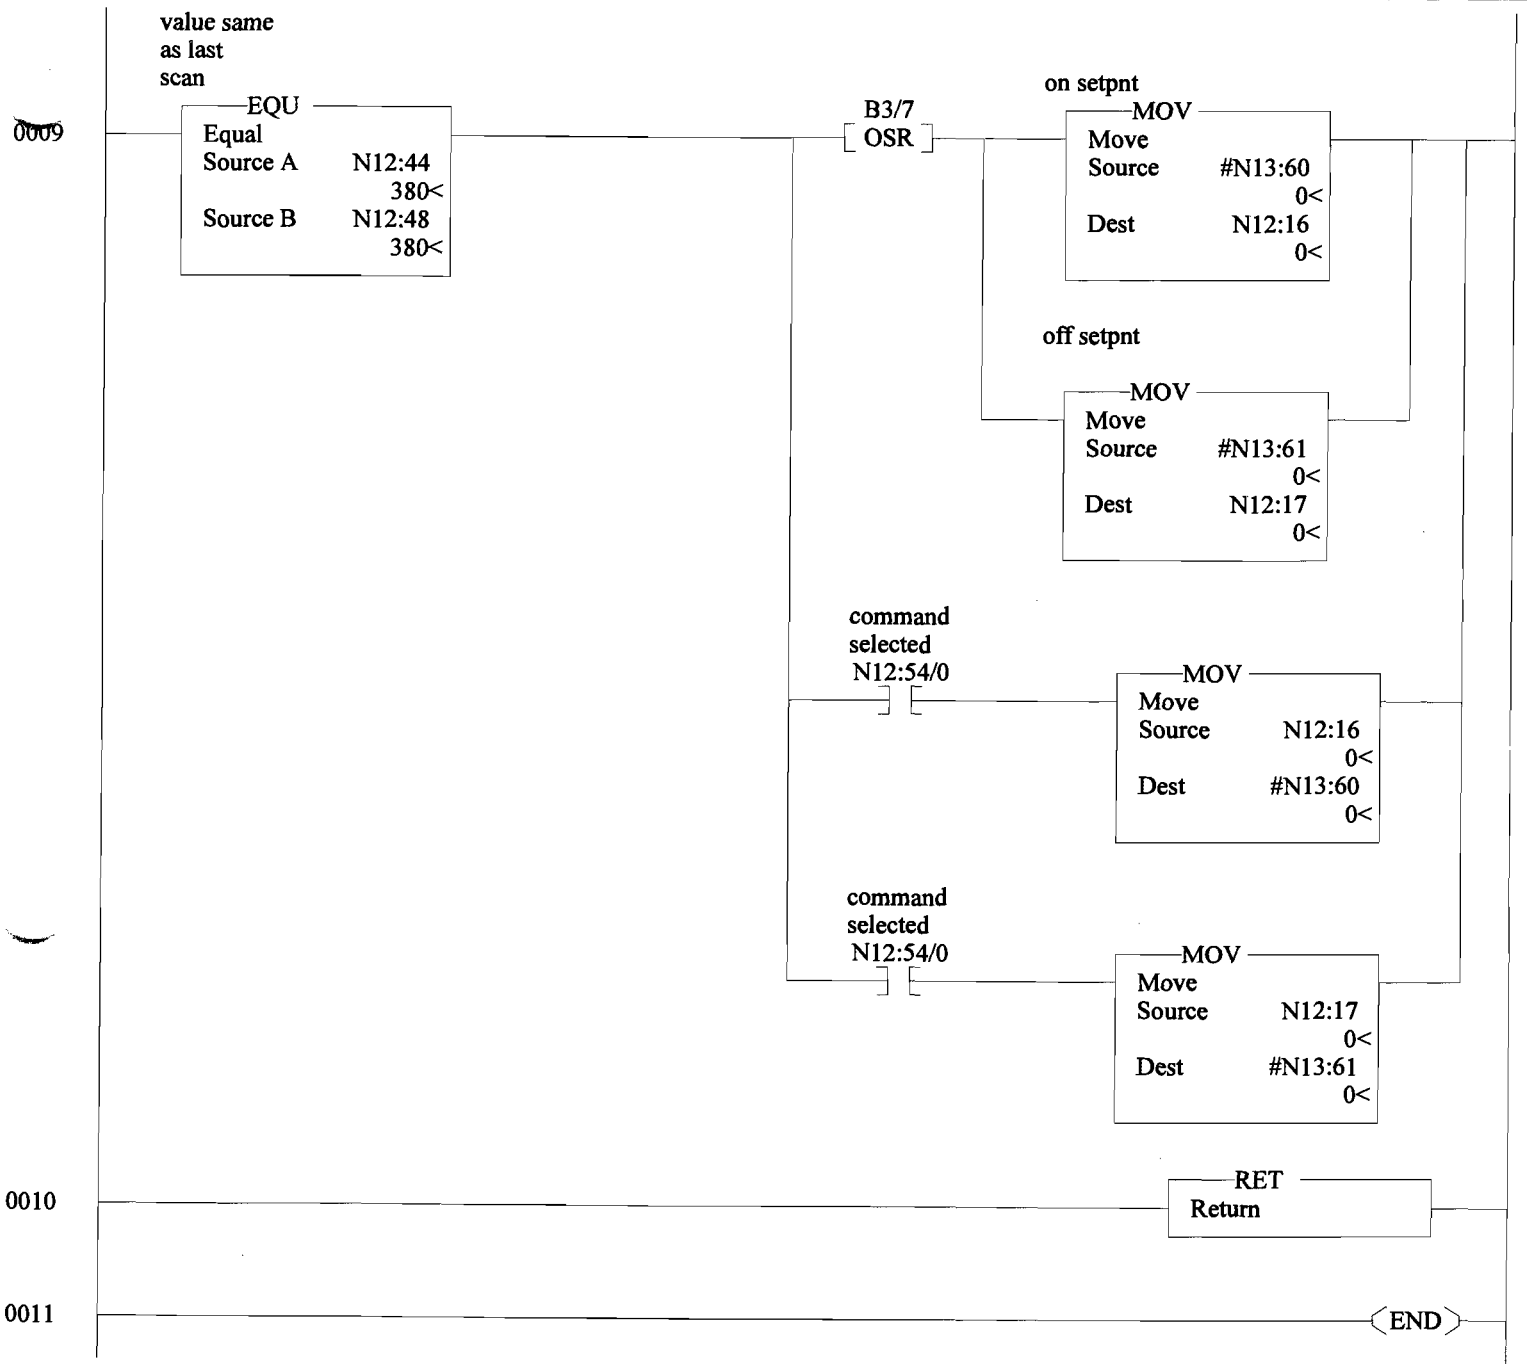 value same
as last
scan
0009
EQU
Equal
Source A N12:44
380<
Source B N12:48
380<
B3/7
OSR
on setpnt
MOV
Move
Source #N13:60
0<
Dest N12:16
0<
off setpnt
MOV
Move
Source #N13:61
0<
Dest N12:17
0<
command
selected
N12:54/0
MOV
Move
Source N12:16
0<
Dest #N13:60
0<
command
selected
N12:54/0
MOV
Move
Source N12:17
0<
Dest #N13:61
0<
0010
RET
Return
0011
END